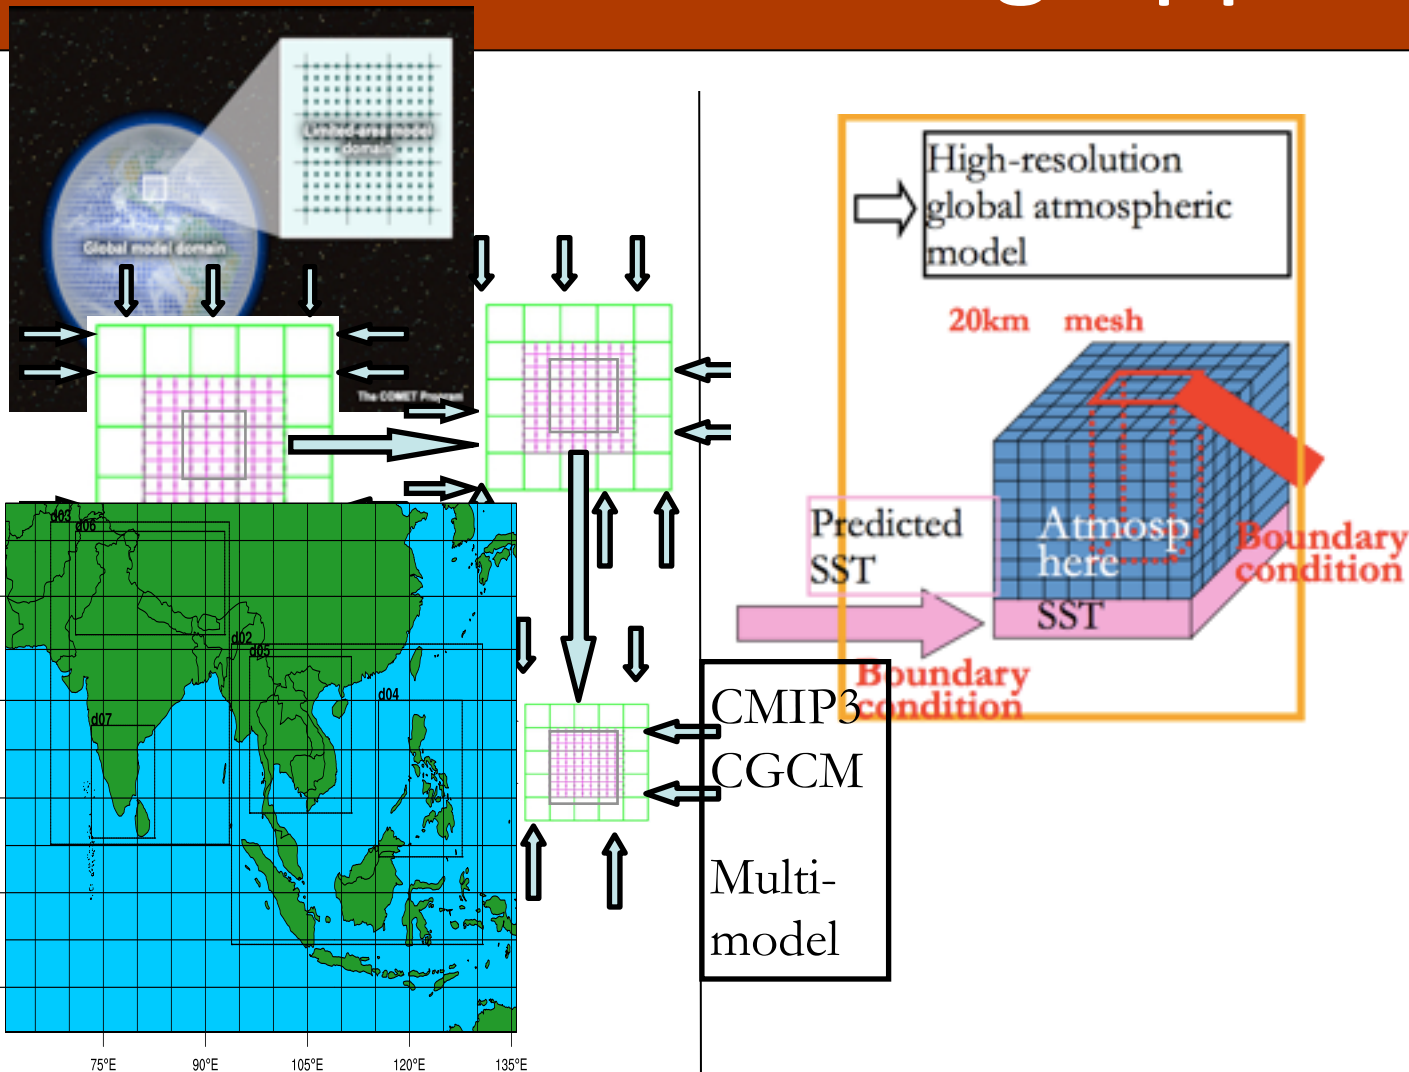 Limited-area model
domain
Global model domain
The COMET Program
d03
d06
d02
d05
d04
d07
75°E 90°E 105°E 120°E 135°E
High-resolution
global atmospheric
model
20km mesh
Predicted
SST
Atmosp
here
SST
Boundary
condition
Boundary
condition
CMIP3
CGCM
Multi-
model